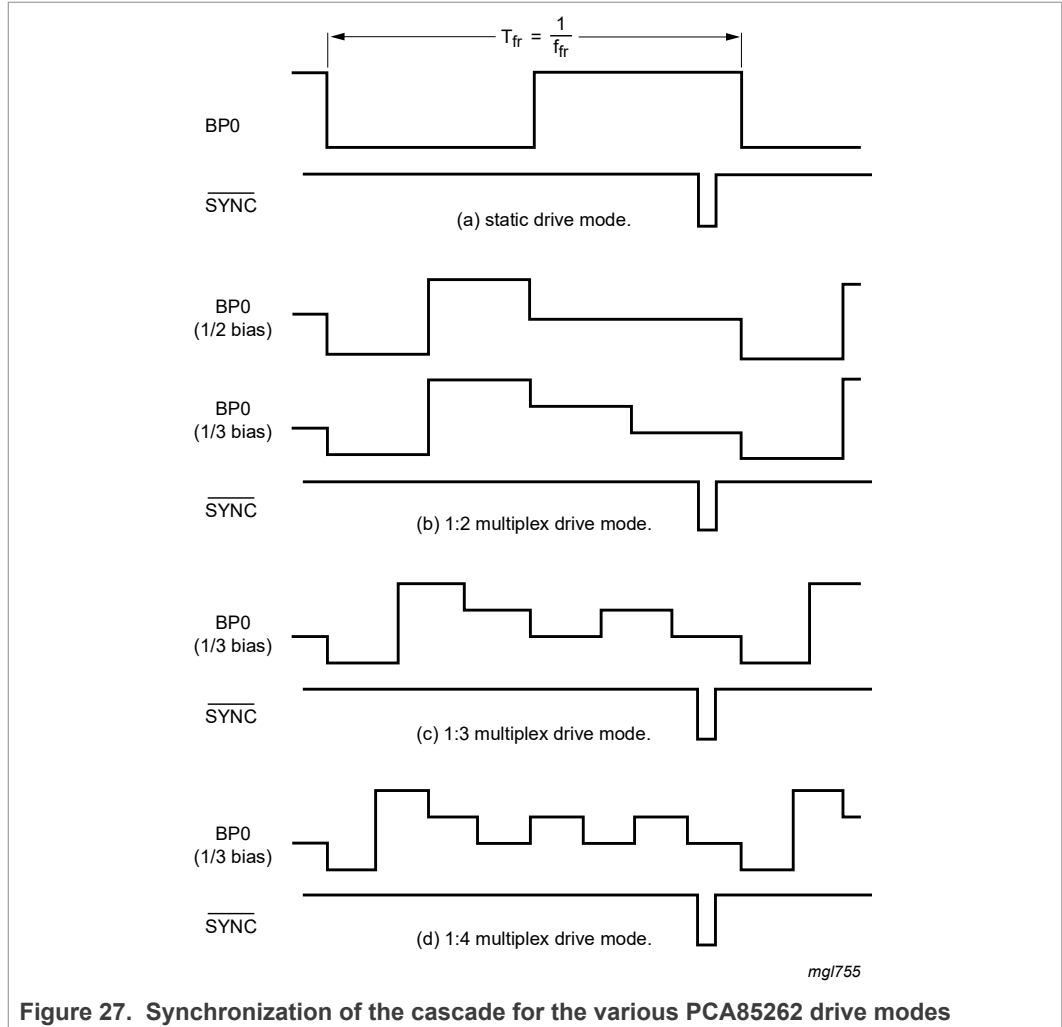 T_fr = 1/f_fr
BP0
SYNC
(a) static drive mode.
BP0
(1/2 bias)
BP0
(1/3 bias)
SYNC
(b) 1:2 multiplex drive mode.
BP0
(1/3 bias)
SYNC
(c) 1:3 multiplex drive mode.
BP0
(1/3 bias)
SYNC
(d) 1:4 multiplex drive mode.
mgl755
Figure 27. Synchronization of the cascade for the various PCA85262 drive modes